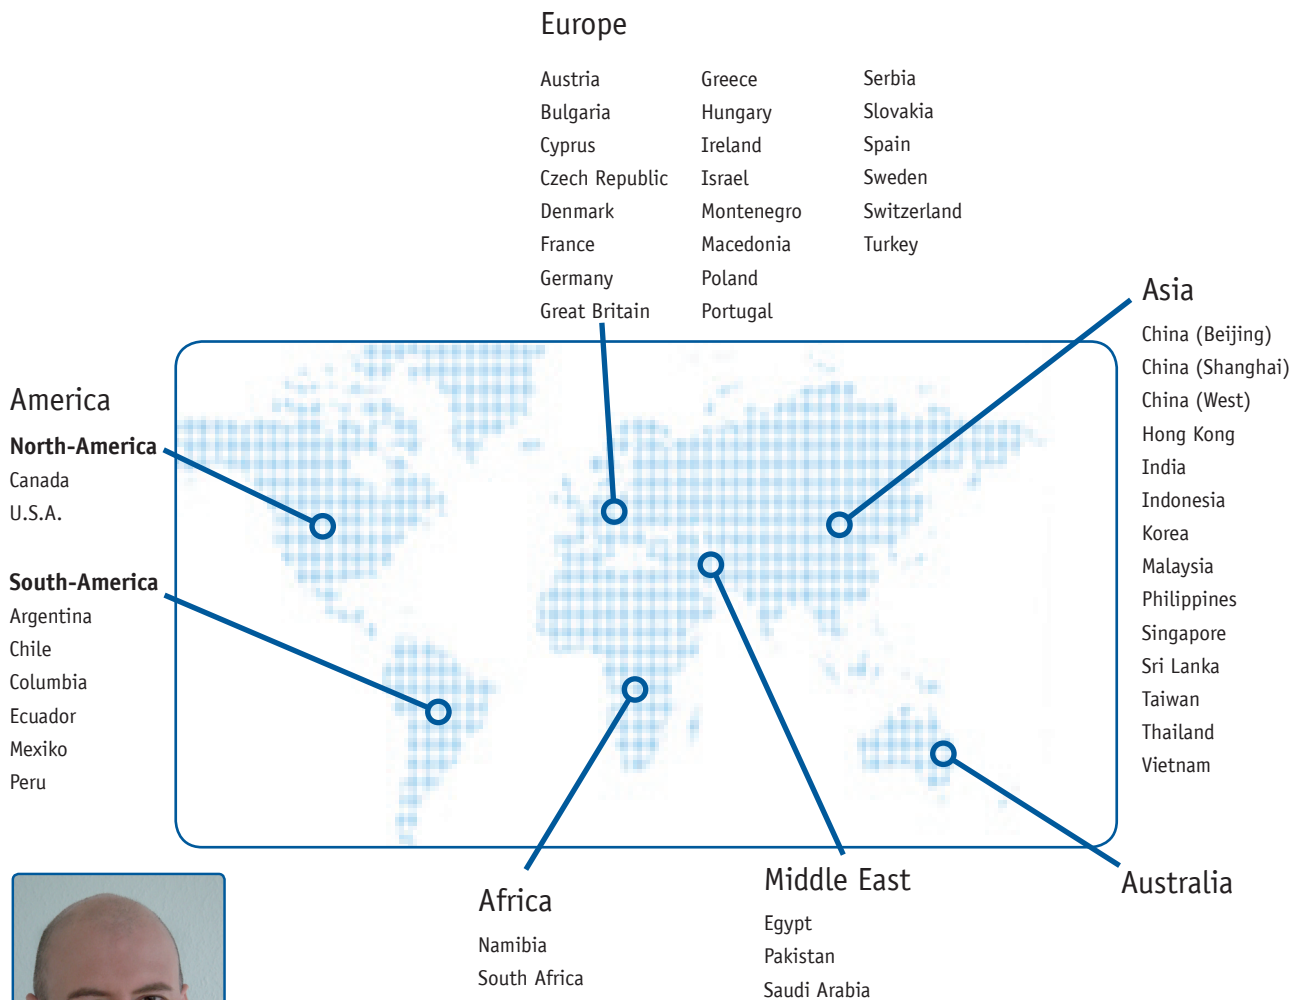 Europe
Austria
Bulgaria
Cyprus
Czech Republic
Denmark
France
Germany
Great Britain
Greece
Hungary
Ireland
Israel
Montenegro
Macedonia
Poland
Portugal
Serbia
Slovakia
Spain
Sweden
Switzerland
Turkey
America
North-America
Canada
U.S.A.
South-America
Argentina
Chile
Columbia
Ecuador
Mexiko
Peru
Asia
China (Beijing)
China (Shanghai)
China (West)
Hong Kong
India
Indonesia
Korea
Malaysia
Philippines
Singapore
Sri Lanka
Taiwan
Thailand
Vietnam
Africa
Namibia
South Africa
Middle East
Egypt
Pakistan
Saudi Arabia
Australia